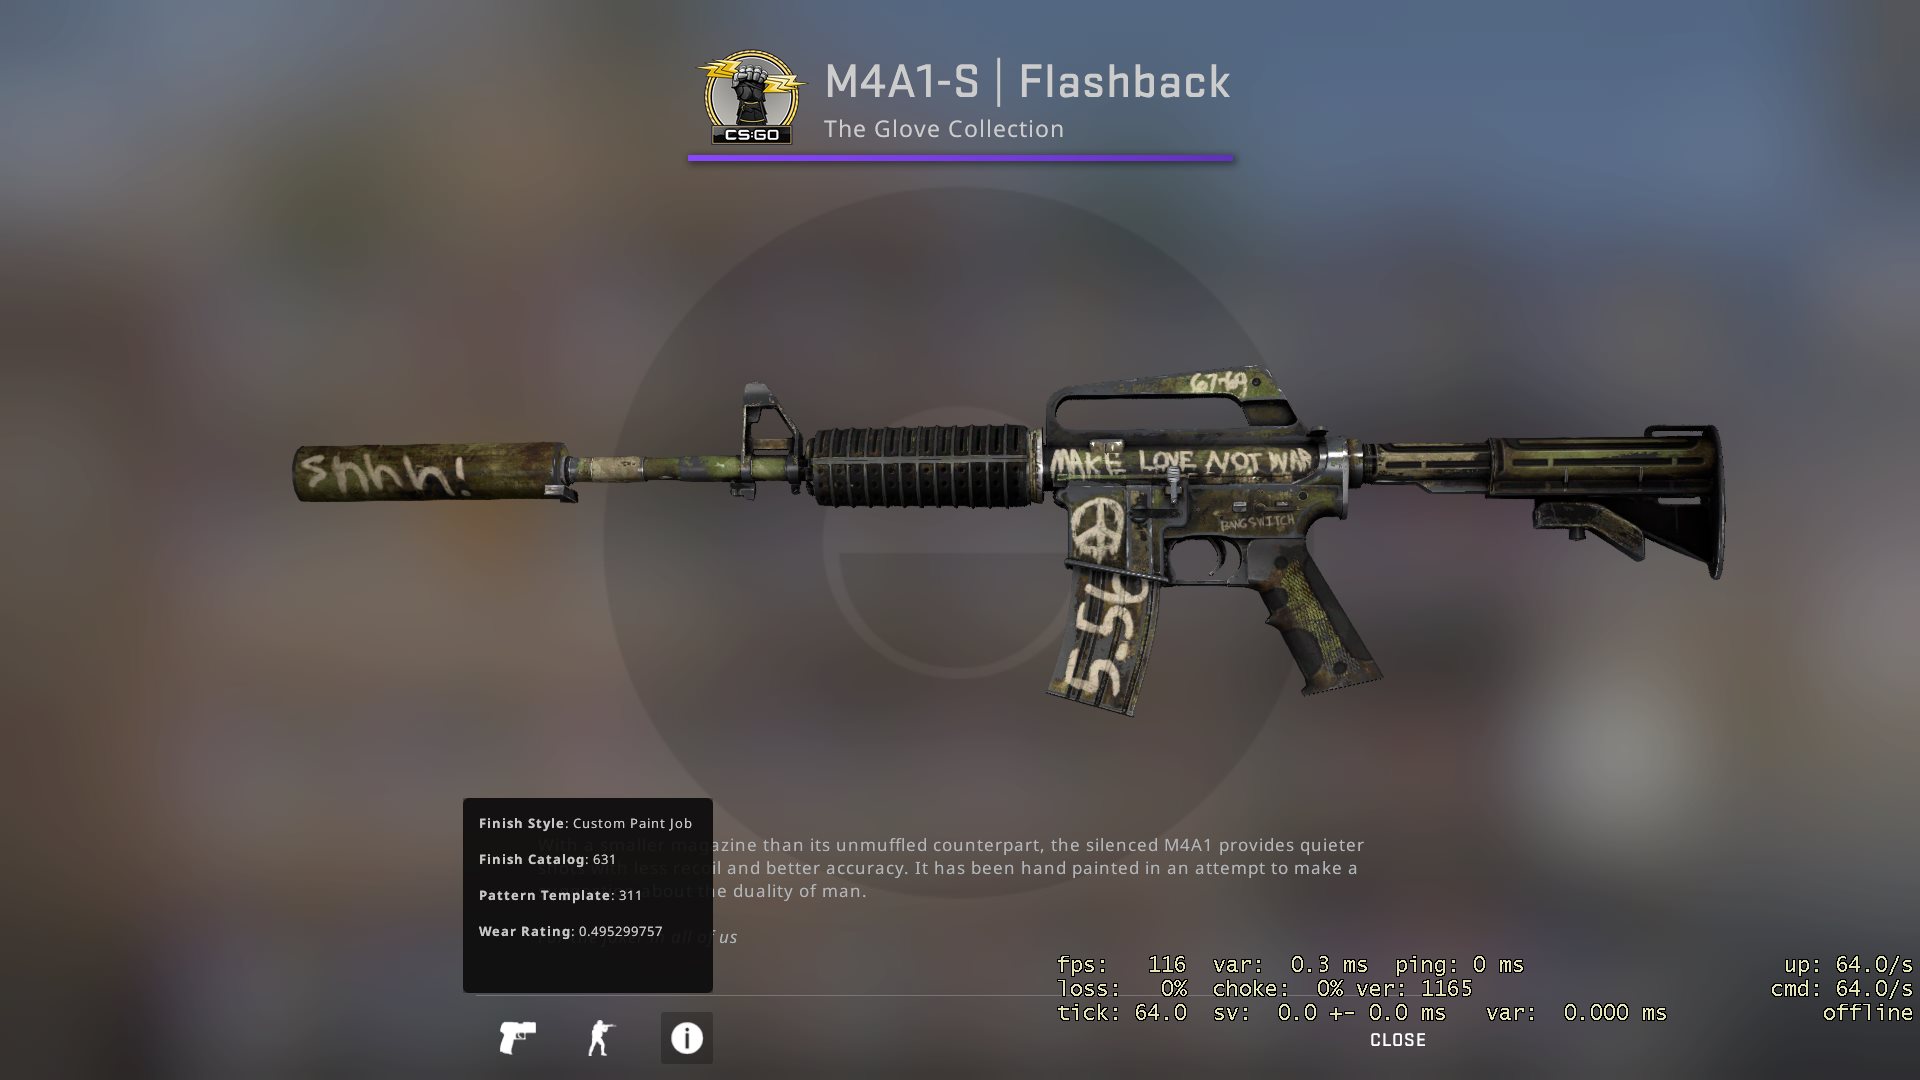 M4A1-S | Flashback
The Glove Collection
CS:GO
67-69
shhh!
MAKE LOVE NOT WAR
BANG SWITCH
5.56
Finish Style: Custom Paint Job
Finish Catalog: 631
Pattern Template: 311
Wear Rating: 0.495299757
With a smaller magazine than its unmuffled counterpart, the silenced M4A1 provides quieter
shots with less recoil and better accuracy. It has been hand painted in an attempt to make a
about the duality of man.
all of us
fps: 116 var: 0.3 ms ping: 0 ms up: 64.0/s
loss: 0% choke: 0% ver: 1165 cmd: 64.0/s
tick: 64.0 sv: 0.0 +- 0.0 ms var: 0.000 ms offline
CLOSE